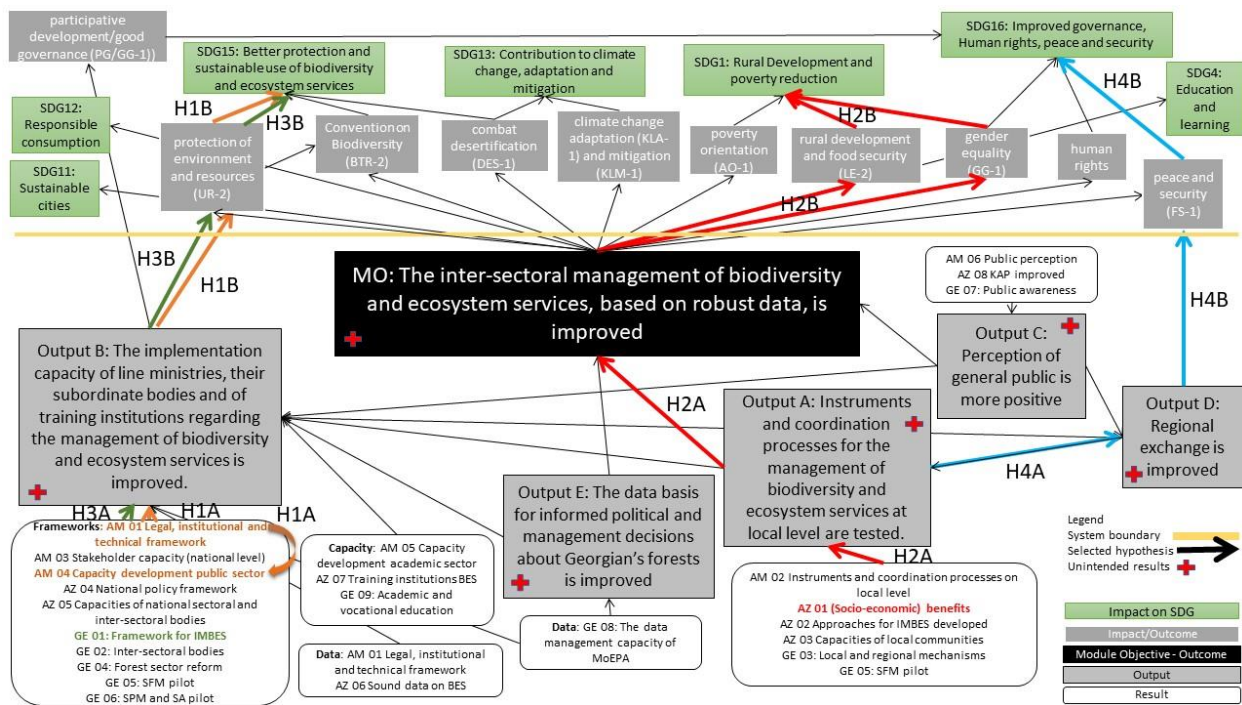 participative
development/good
governance (PG/GG-1))
SDG15: Better protection and
sustainable use of biodiversity
and ecosystem services
SDG13: Contribution to climate
change, adaptation and
mitigation
SDG1: Rural Development and
poverty reduction
SDG16: Improved governance,
Human rights, peace and security
SDG4: Education
and
learning
SDG12:
Responsible
consumption
SDG11:
Sustainable
cities
H1B
H3B
H2B
H4B
protection of
environment
and resources
(UR-2)
Convention on
Biodiversity
(BTR-2)
combat
desertification
(DES-1)
climate change
adaptation (KLA-
1) and mitigation
(KLM-1)
poverty
orientation
(AO-1)
rural development
and food security
(LE-2)
gender
equality
(GG-1)
human
rights
peace and
security
(FS-1)
H3B
H1B
H2B
H4B
MO: The inter-sectoral management of biodiversity
and ecosystem services, based on robust data, is
improved
AM 06 Public perception
AZ 08 KAP improved
GE 07: Public awareness
Output B: The implementation
capacity of line ministries, their
subordinate bodies and of
training institutions regarding
the management of biodiversity
and ecosystem services is
improved.
Output C:
Perception of
general public is
more positive
Output D:
Regional
exchange is
improved
Output A: Instruments
and coordination
processes for the
management of
biodiversity and
ecosystem services at
local level are tested.
Output E: The data basis
for informed political and
management decisions
about Georgian's forests
is improved
H2A
H4A
H3A
H1A
H1A
H2A
Frameworks: AM 01 Legal, institutional and
technical framework
AM 03 Stakeholder capacity (national level)
AM 04 Capacity development public sector
AZ 04 National policy framework
AZ 05 Capacities of national sectoral and
inter-sectoral bodies
GE 01: Framework for IMBES
GE 02: Inter-sectoral bodies
GE 04: Forest sector reform
GE 05: SFM pilot
GE 06: SPM and SA pilot
Capacity: AM 05 Capacity
development academic sector
AZ 07 Training institutions BES
GE 09: Academic and
vocational education
Data: AM 01 Legal, institutional
and technical framework
AZ 06 Sound data on BES
Data: GE 08: The data
management capacity of
MoEPA
AM 02 Instruments and coordination processes on
local level
AZ 01 (Socio-economic) benefits
AZ 02 Approaches for IMBES developed
AZ 03 Capacities of local communities
GE 03: Local and regional mechanisms
GE 05: SFM pilot
Legend
System boundary
Selected hypothesis
Unintended results
Impact on SDG
Impact/Outcome
Module Objective - Outcome
Output
Result